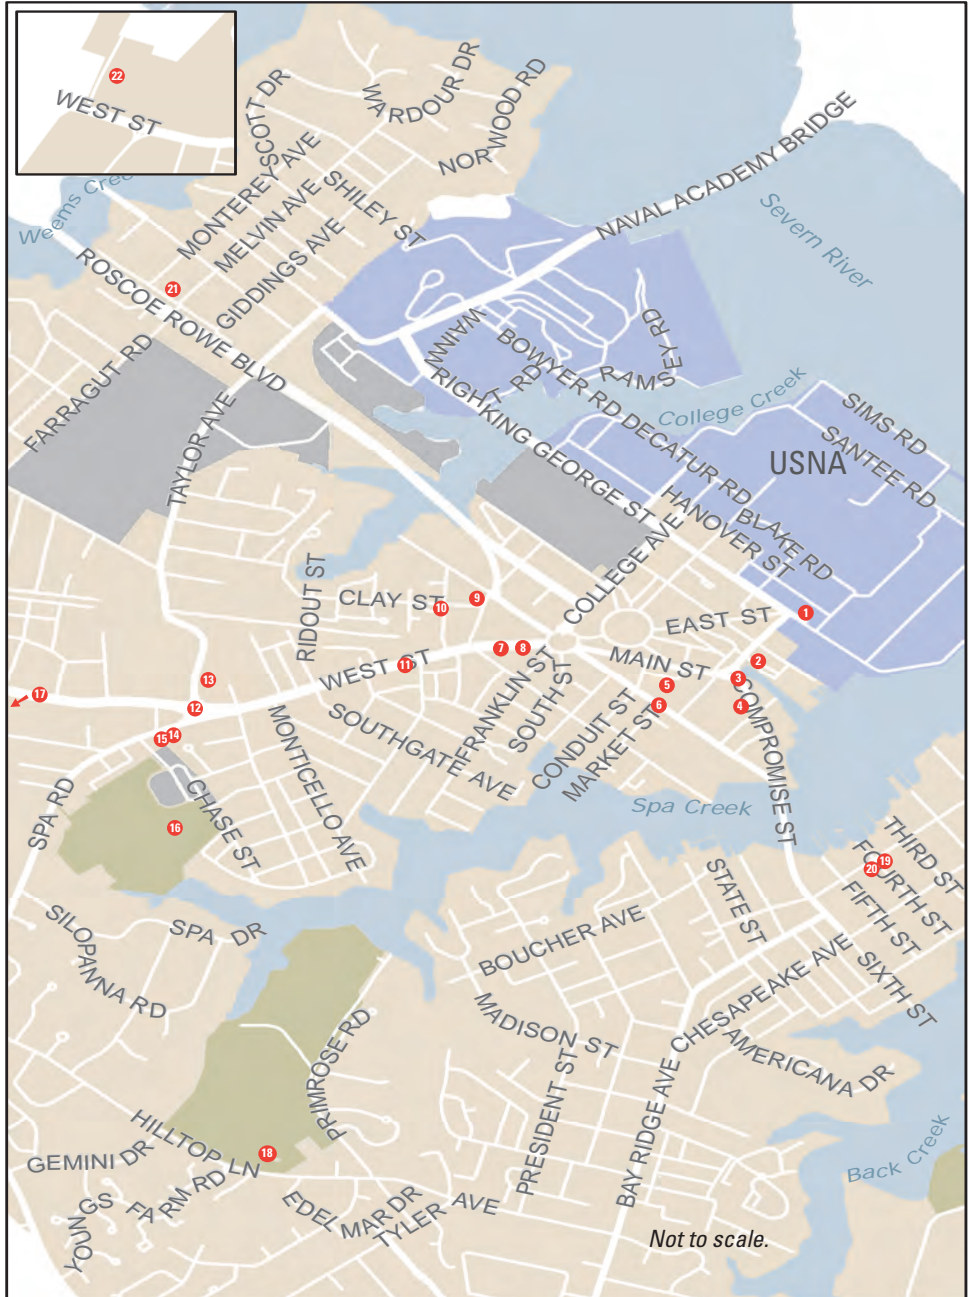 22
WEST ST
SCOTT DR
WARDOUR DR
NORWOOD RD
NAVAL ACADEMY BRIDGE
Weems Creek
MONTEREY AVE
SHILEY ST
MELVIN AVE
GIDDINGS AVE
Severn River
21
ROSCOE ROWE BLVD
FARRAGUT RD
TAYLOR AVE
WAINWRIGHT RD
BOWYER RD
RAMSEY RD
College Creek
KING GEORGE ST
DECATUR RD
SIMS RD
SANTEE RD
USNA
HANOVER ST
BLAKE RD
COLLEGE AVE
RIDOUT ST
CLAY ST
10
9
EAST ST
1
WEST ST
11
7
8
MAIN ST
2
3
4
5
6
13
12
17
15
14
FRANKLIN ST
SOUTH ST
CONDUIT ST
MARKET ST
COMPROMISE ST
SOUTHGATE AVE
MONTICELLO AVE
SPA RD
CHASE ST
16
Spa Creek
THIRD ST
19
20
FOURTH ST
FIFTH ST
SIXTH ST
STATE ST
BOUCHER AVE
CHESAPEAKE AVE
SILOPANNA RD
SPA DR
MADISON ST
AMERICANA DR
PRIMROSE RD
PRESIDENT ST
BAY RIDGE AVE
Back Creek
HILLTOP LN
18
GEMINI DR
YOUNGS FARM RD
EDELMAR DR
TYLER AVE
Not to scale.